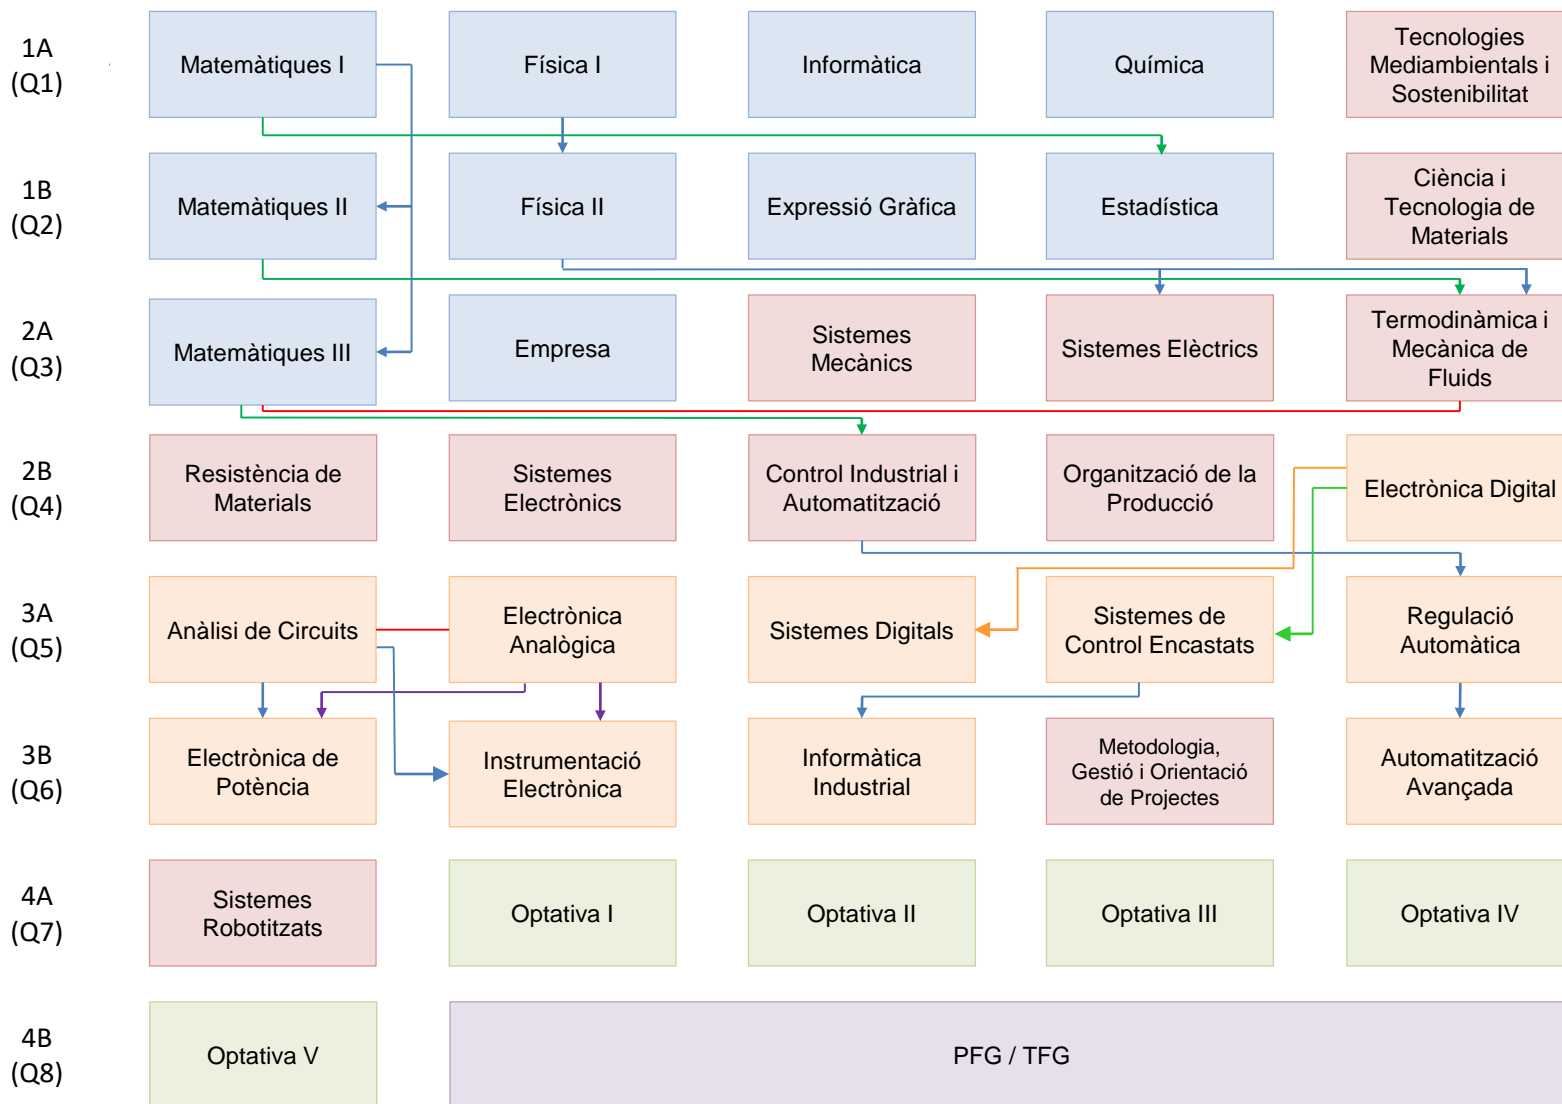 1A
(Q1)
Matemàtiques I
Física I
Informàtica
Química
Tecnologies
Mediambientals i
Sostenibilitat
1B
(Q2)
Matemàtiques II
Física II
Expressió Gràfica
Estadística
Ciència i
Tecnologia de
Materials
2A
(Q3)
Matemàtiques III
Empresa
Sistemes
Mecànics
Sistemes Elèctrics
Termodinàmica i
Mecànica de
Fluids
2B
(Q4)
Resistència de
Materials
Sistemes
Electrònics
Control Industrial i
Automatització
Organització de la
Producció
Electrònica Digital
3A
(Q5)
Anàlisi de Circuits
Electrònica
Analògica
Sistemes Digitals
Sistemes de
Control Encastats
Regulació
Automàtica
3B
(Q6)
Electrònica de
Potència
Instrumentació
Electrònica
Informàtica
Industrial
Metodologia,
Gestió i Orientació
de Projectes
Automatització
Avançada
4A
(Q7)
Sistemes
Robotitzats
Optativa I
Optativa II
Optativa III
Optativa IV
4B
(Q8)
Optativa V
PFG / TFG